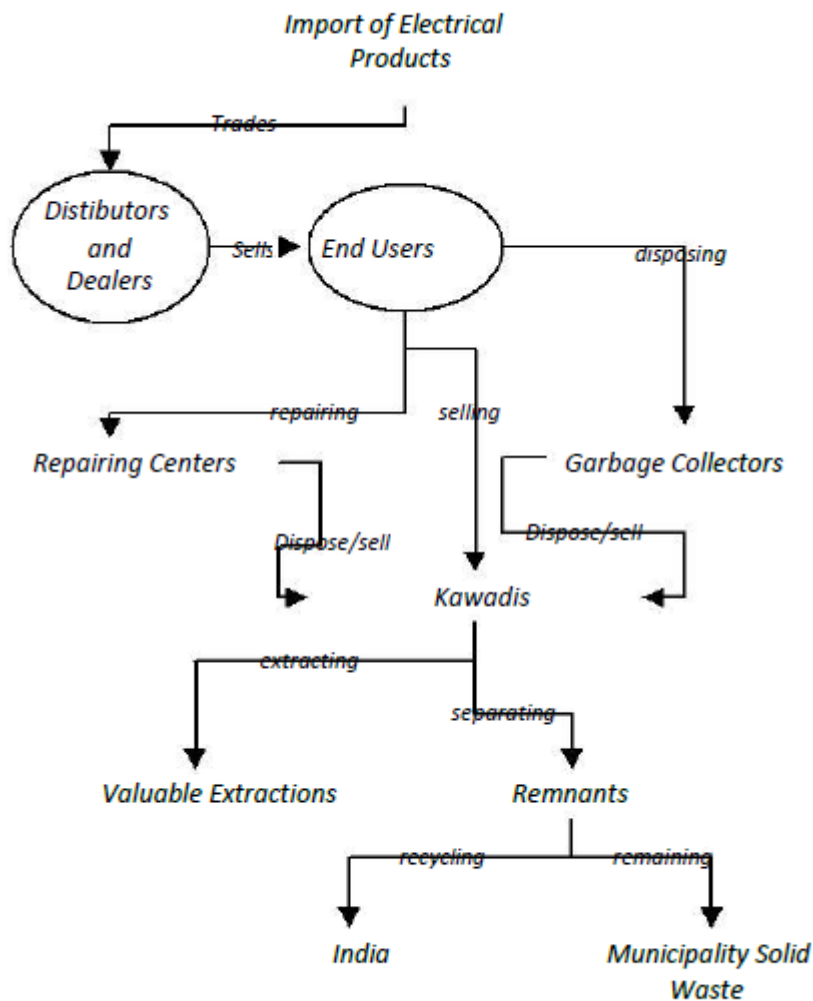 Import of Electrical
Products
Trades
Distibutors
and
Dealers
Sells
End Users
disposing
repairing
selling
Repairing Centers
Garbage Collectors
Dispose/sell
Dispose/sell
Kawadis
extracting
separating
Valuable Extractions
Remnants
recycling
remaining
India
Municipality Solid
Waste